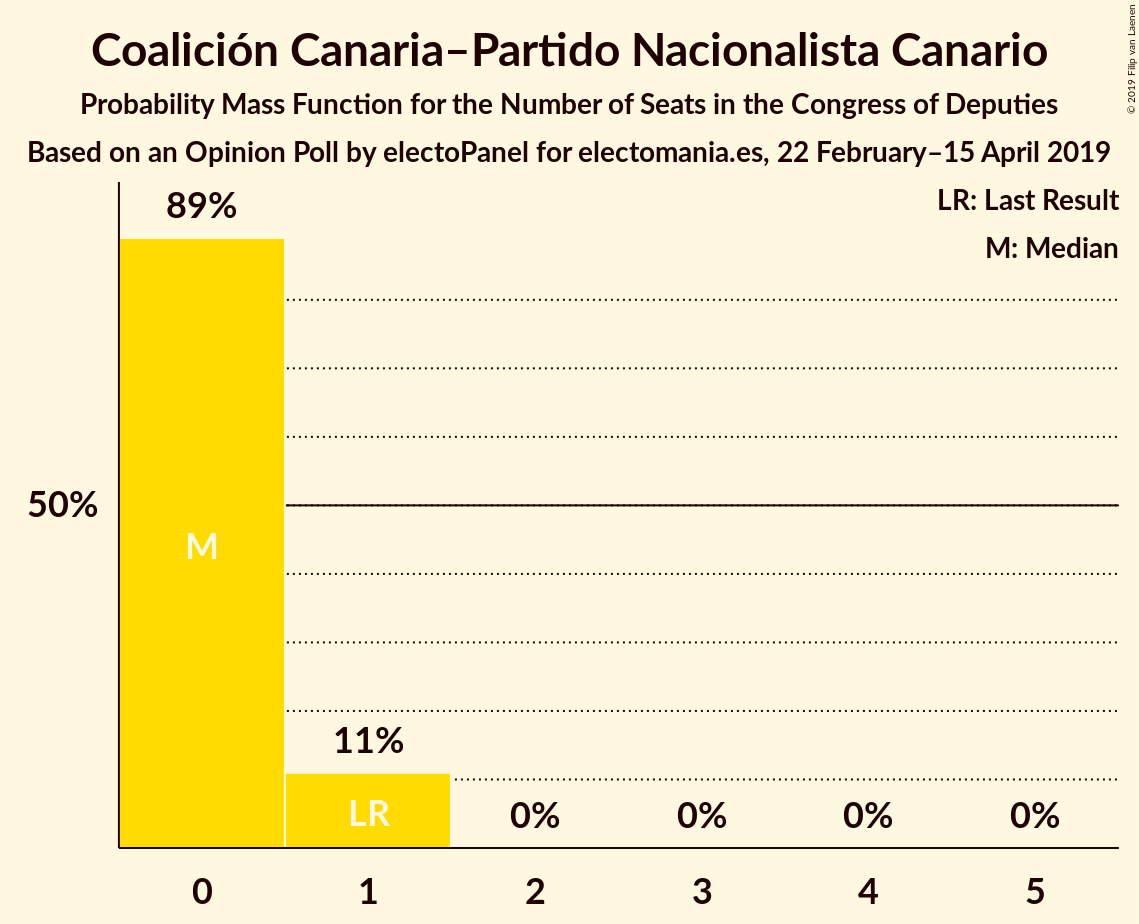 Coalición Canaria–Partido Nacionalista Canario
Probability Mass Function for the Number of Seats in the Congress of Deputies
Based on an Opinion Poll by electoPanel for electomania.es, 22 February–15 April 2019
© 2019 Filip van Laenen
LR: Last Result
M: Median
89%
50%
M
11%
LR
0%
0%
0%
0%
0
1
2
3
4
5